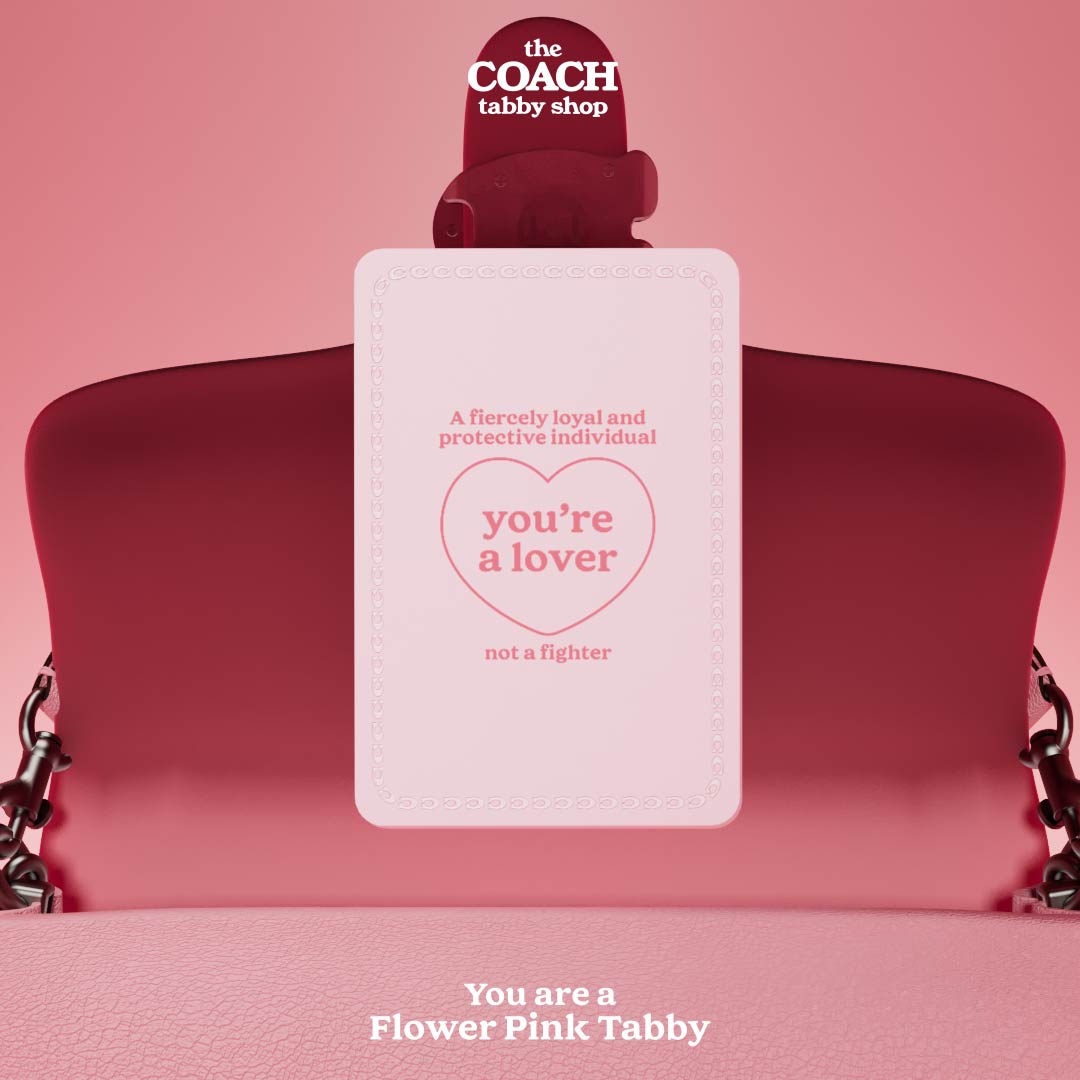 the
COACH
tabby shop
A fiercely loyal and
protective individual
you’re
a lover
not a fighter
You are a
Flower Pink Tabby